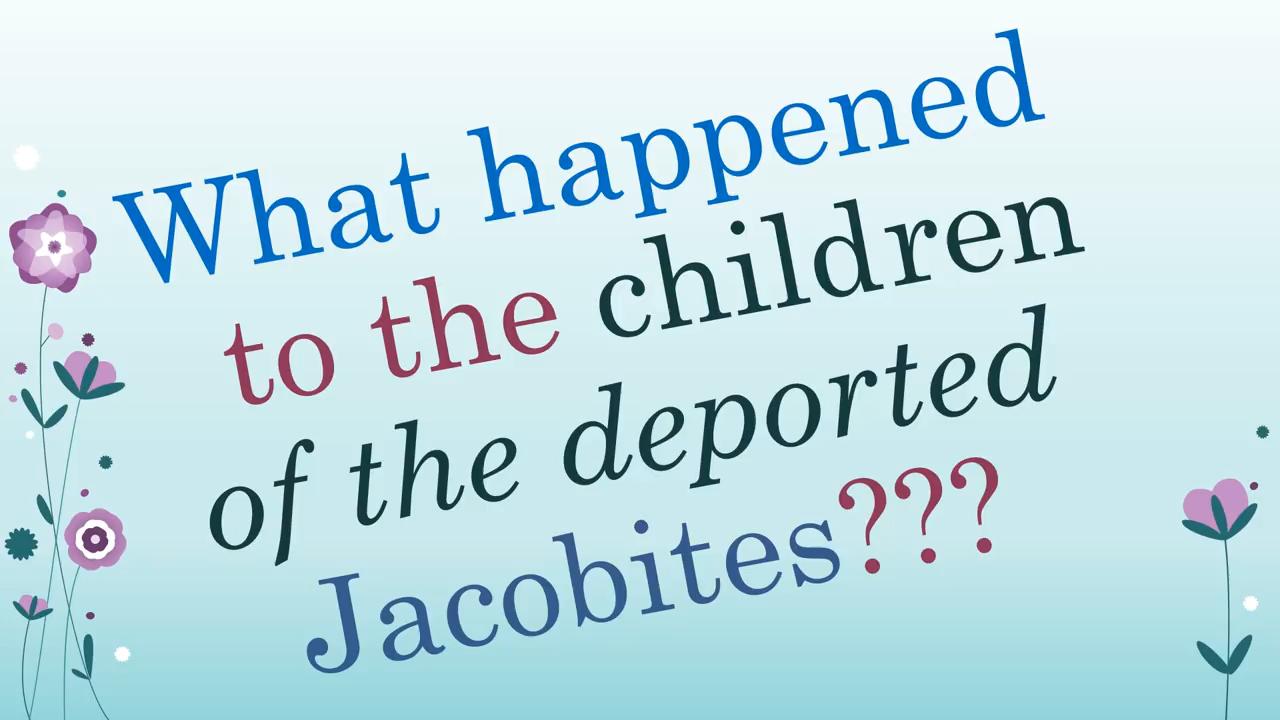 What happened
to the children
of the deported
Jacobites???